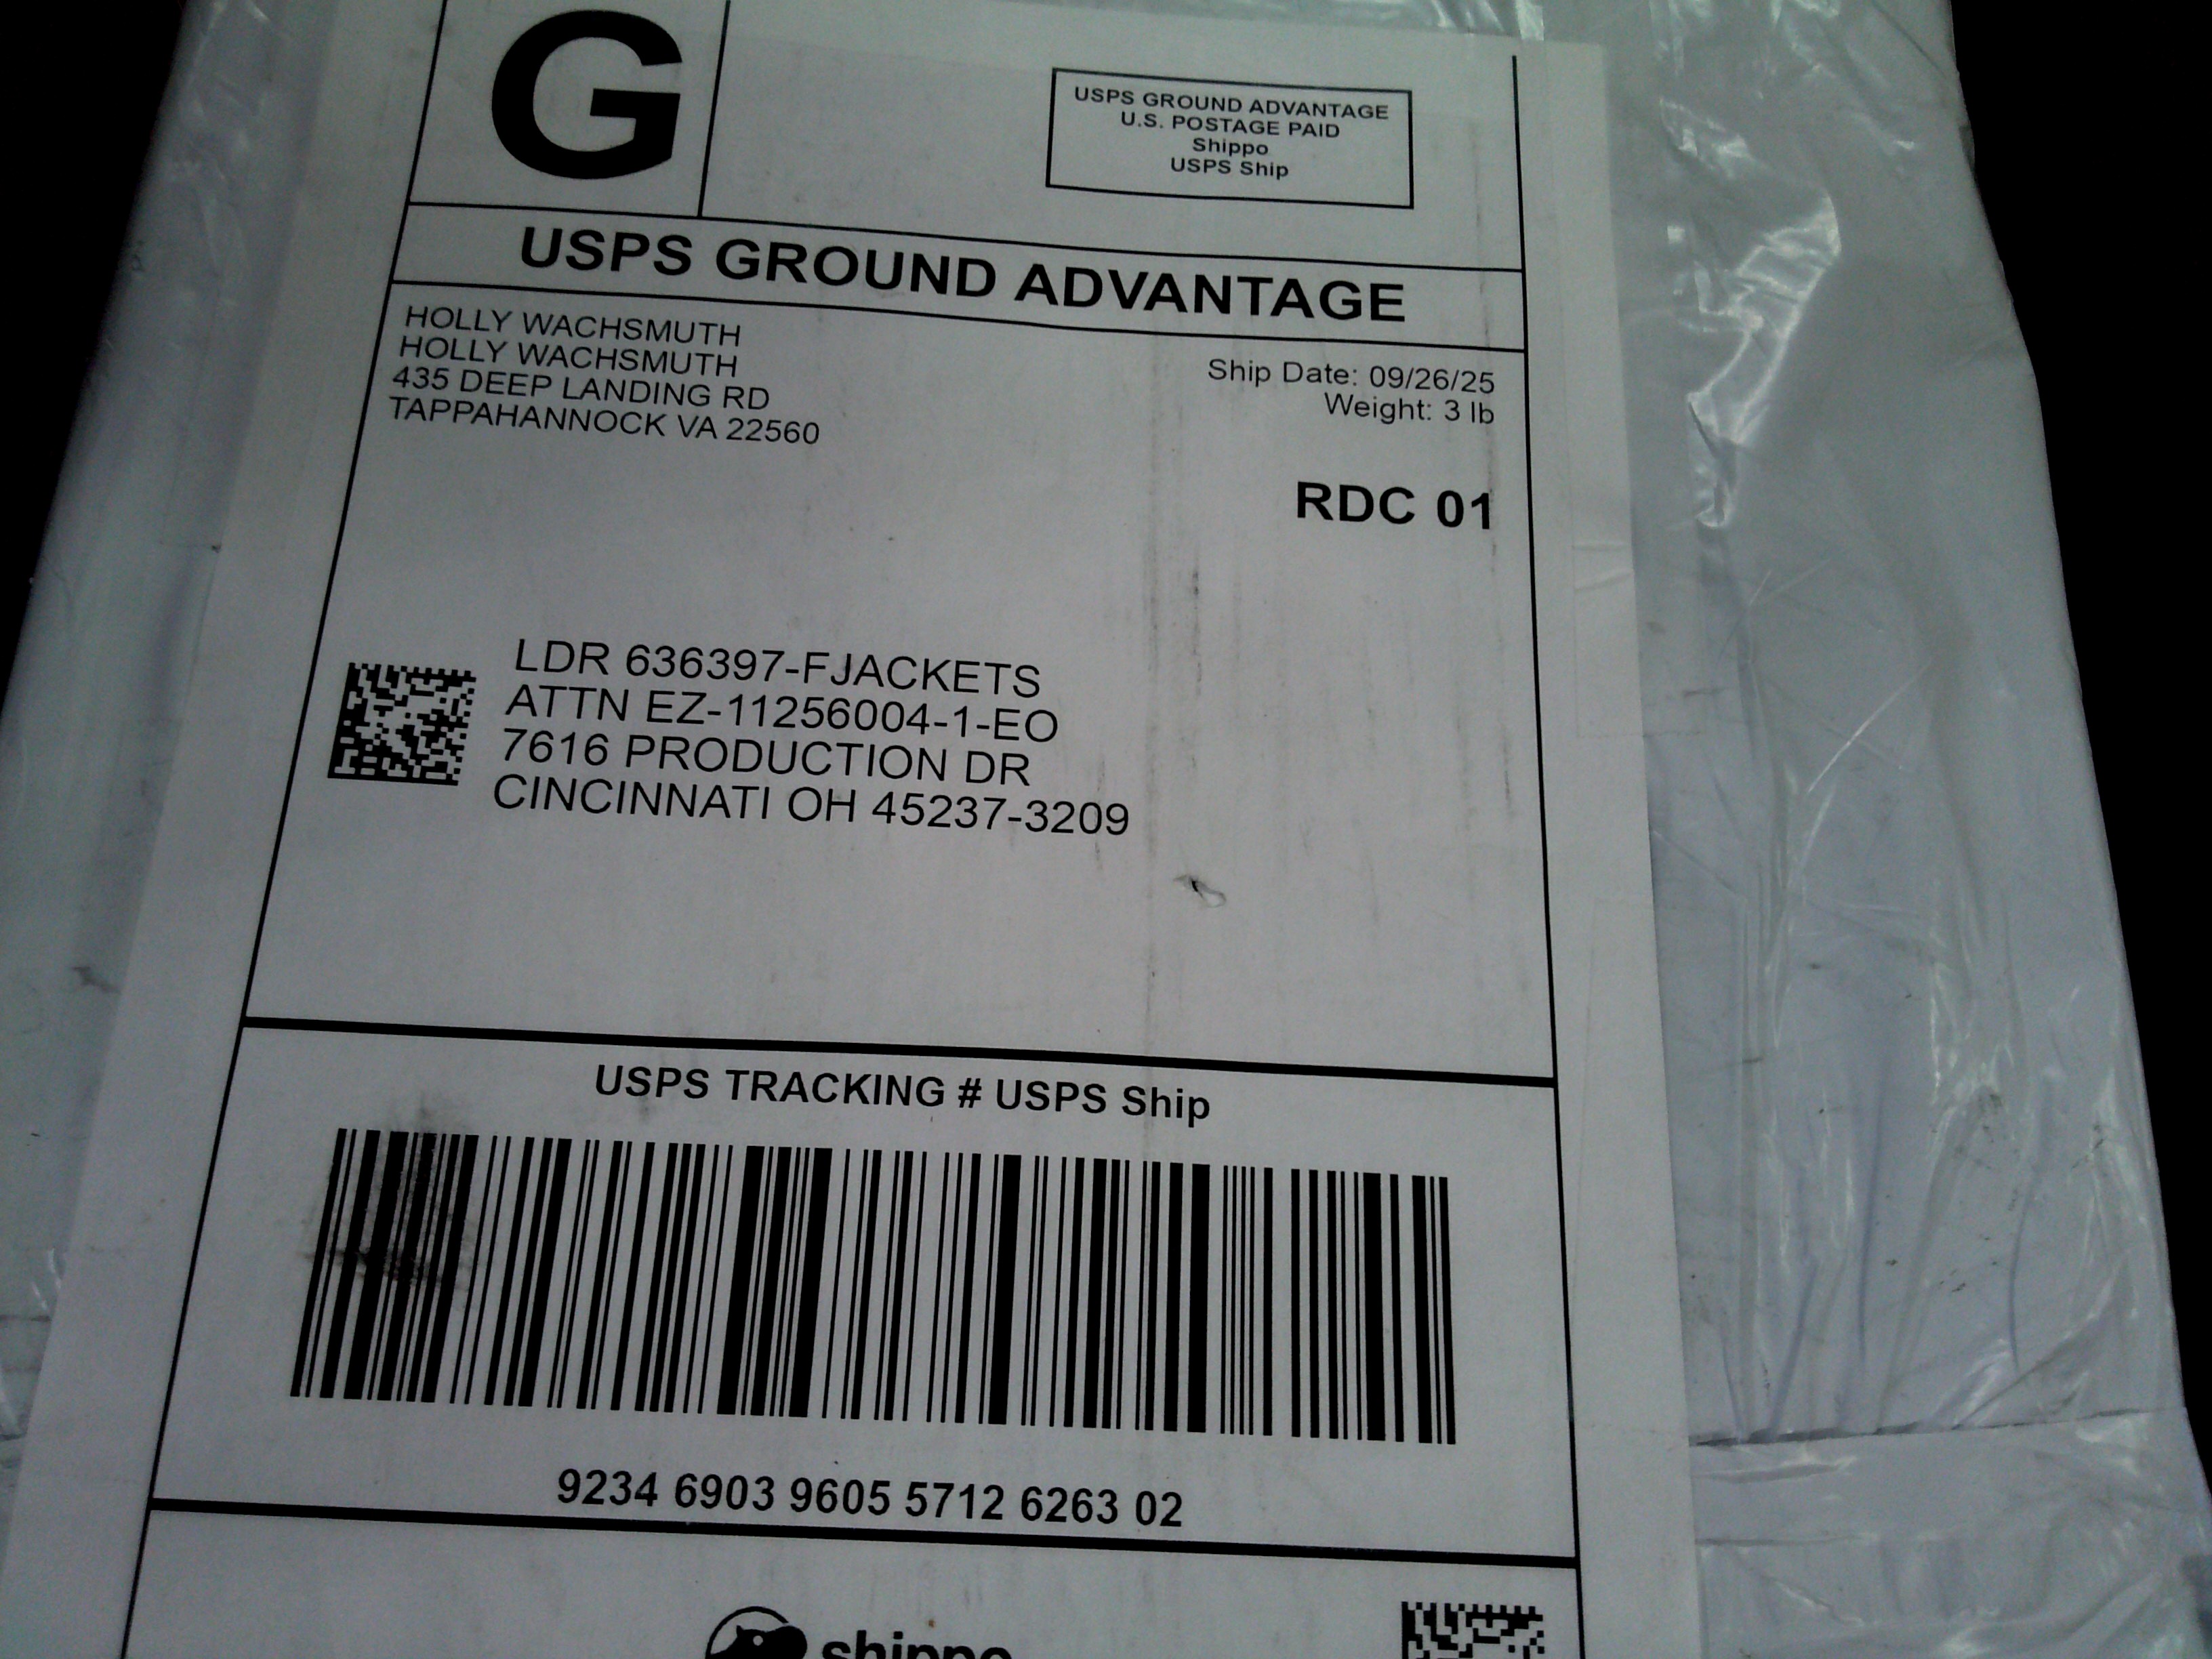 G
USPS GROUND ADVANTAGE
U.S. POSTAGE PAID
Shippo
USPS Ship
USPS GROUND ADVANTAGE
HOLLY WACHSMUTH
HOLLY WACHSMUTH
435 DEEP LANDING RD
TAPPAHANNOCK VA 22560
Ship Date: 09/26/25
Weight: 3 lb
RDC 01
LDR 636397-FJACKETS
ATTN EZ-11256004-1-EO
7616 PRODUCTION DR
CINCINNATI OH 45237-3209
USPS TRACKING # USPS Ship
9234 6903 9605 5712 6263 02
shippo